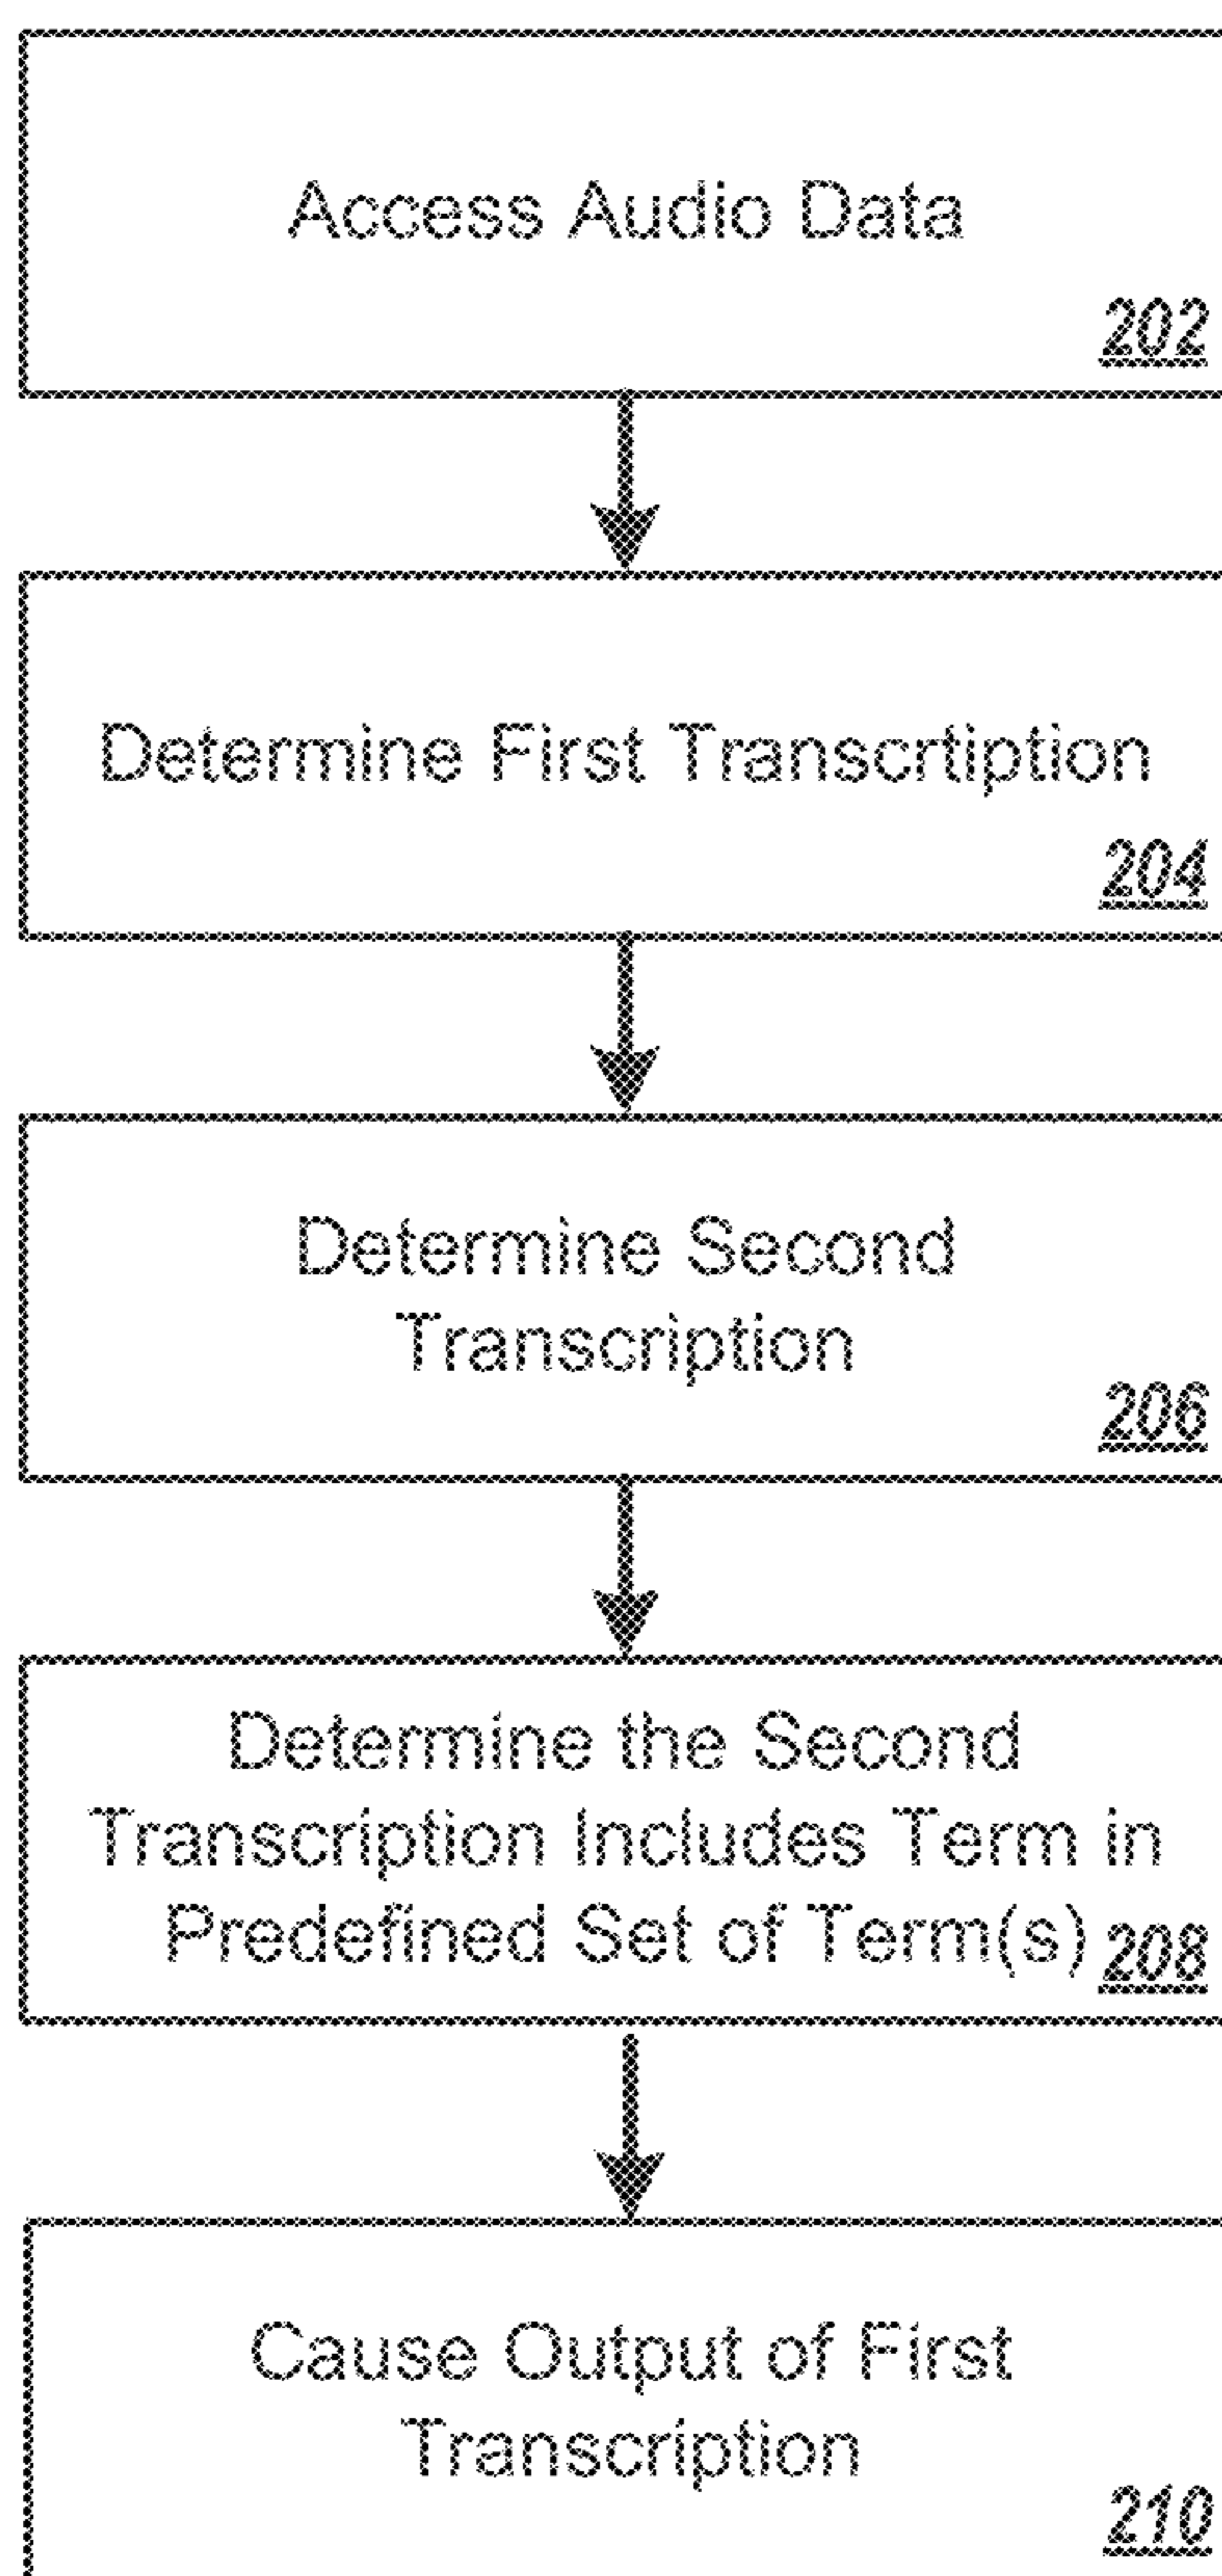 Access Audio Data
202
Determine First Transcrtiption
204
Determine Second
Transcription
206
Determine the Second
Transcription Includes Term in
Predefined Set of Term(s)
208
Cause Output of First
Transcription
210